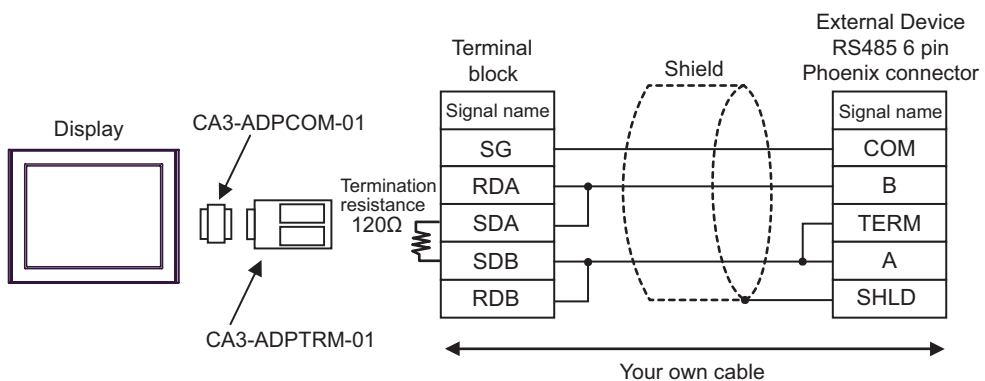 External Device
RS485 6 pin
Phoenix connector
Terminal
block
Shield
Signal name
Signal name
Display
CA3-ADPCOM-01
SG
COM
RDA
B
Termination
resistance
120Ω
SDA
TERM
SDB
A
RDB
SHLD
CA3-ADPTRM-01
Your own cable